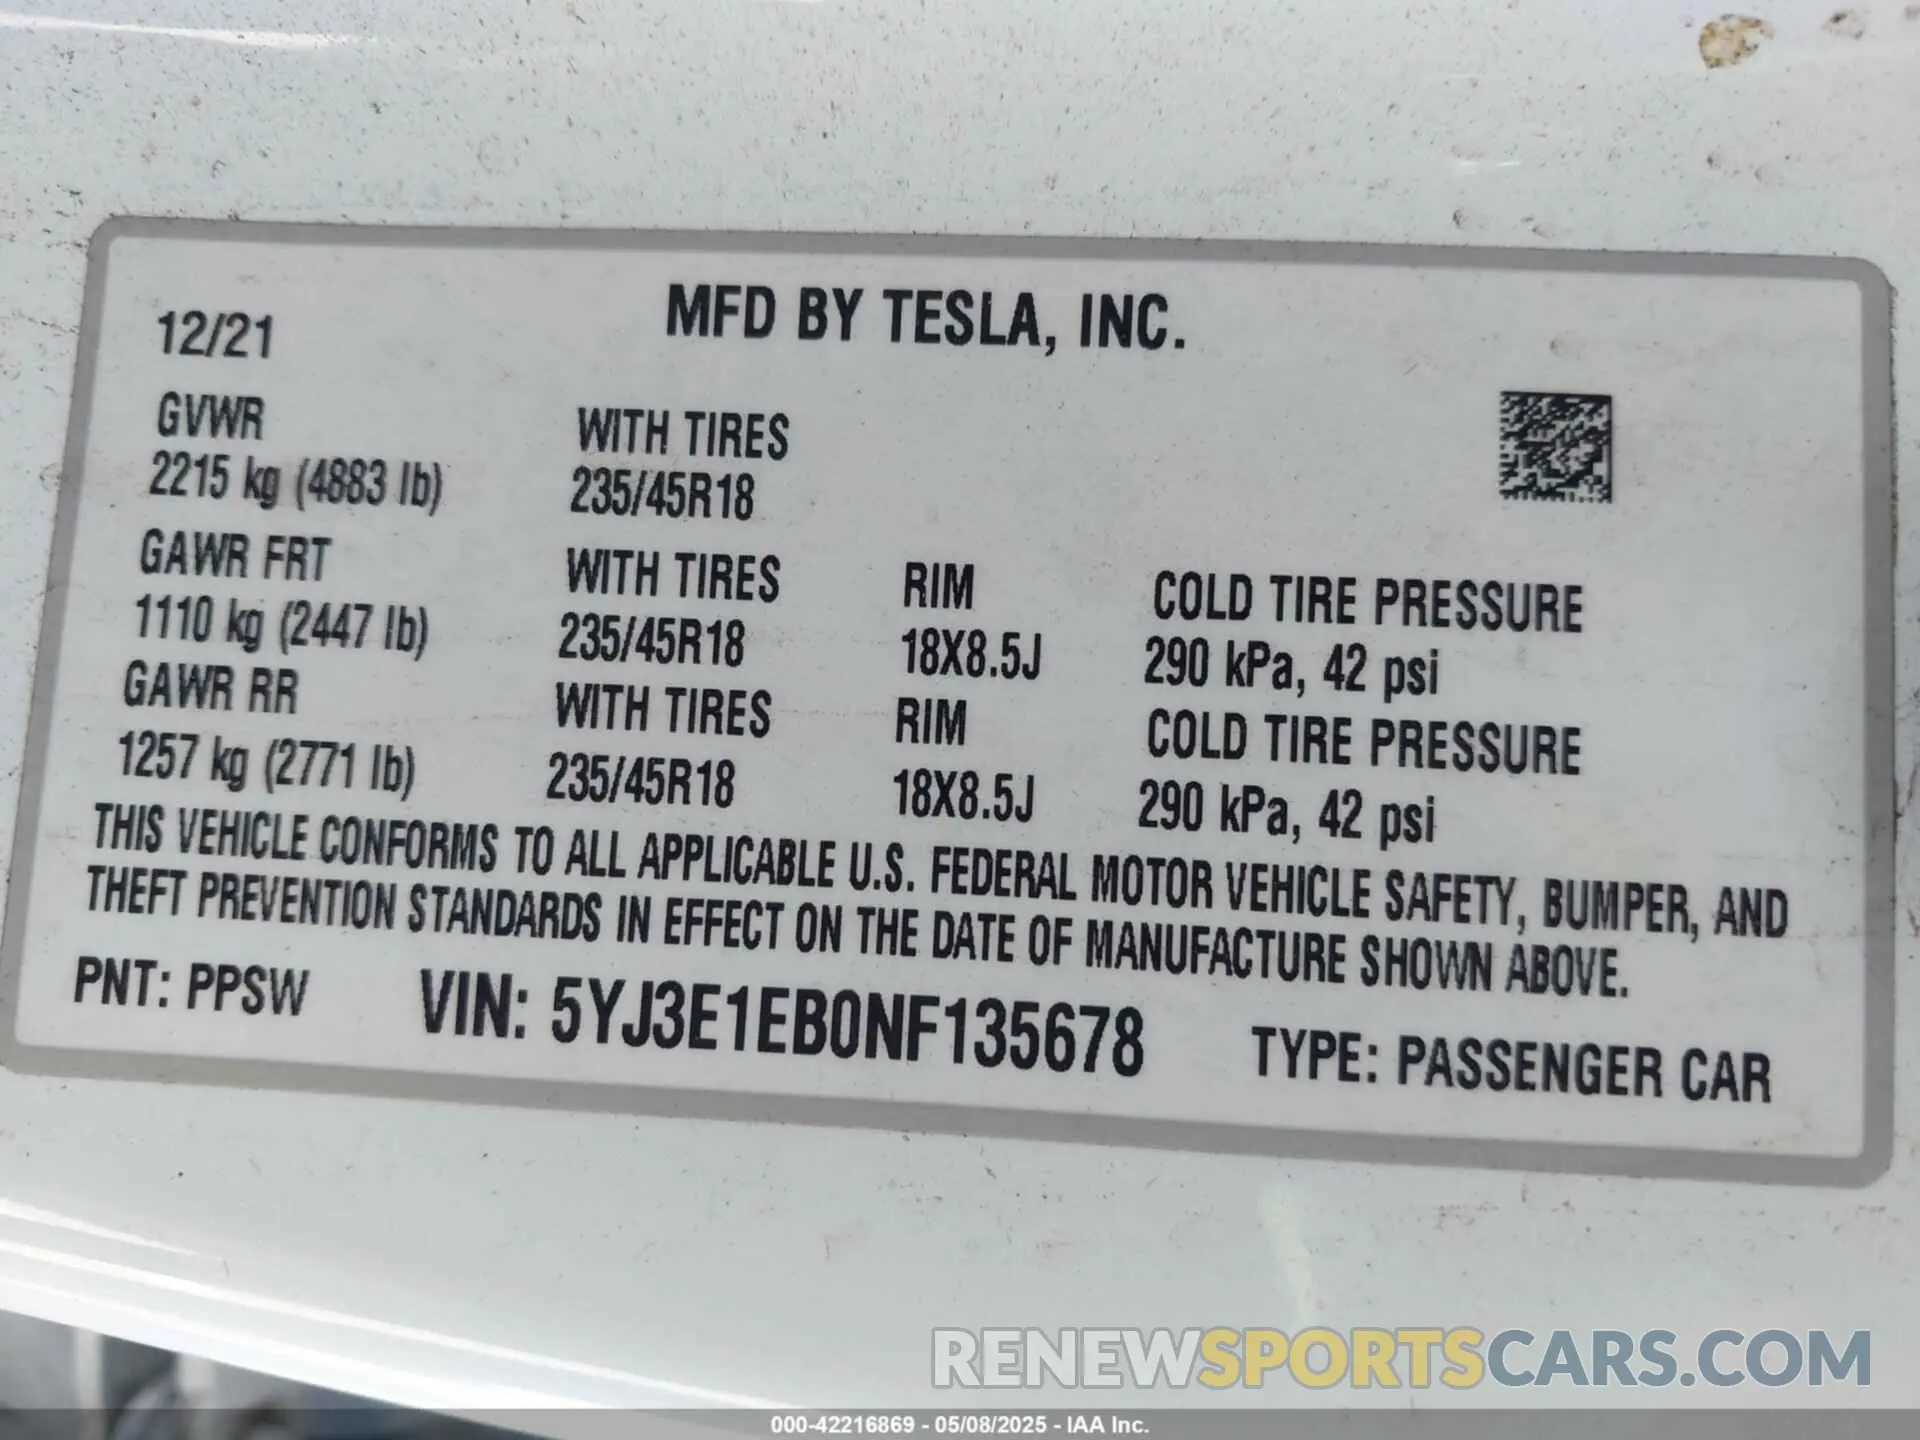 MFD BY TESLA, INC.
12/21
GVWR WITH TIRES
2215 kg (4883 lb) 235/45R18
GAWR FRT WITH TIRES RIM COLD TIRE PRESSURE
1110 kg (2447 lb) 235/45R18 18X8.5J 290 kPa, 42 psi
GAWR RR WITH TIRES RIM COLD TIRE PRESSURE
1257 kg (2771 lb) 235/45R18 18X8.5J 290 kPa, 42 psi
THIS VEHICLE CONFORMS TO ALL APPLICABLE U.S. FEDERAL MOTOR VEHICLE SAFETY, BUMPER, AND
THEFT PREVENTION STANDARDS IN EFFECT ON THE DATE OF MANUFACTURE SHOWN ABOVE.
PNT: PPSW VIN: 5YJ3E1EB0NF135678 TYPE: PASSENGER CAR
RENEWSPORTSCARS.COM
000-42216869 - 05/08/2025 - IAA Inc.